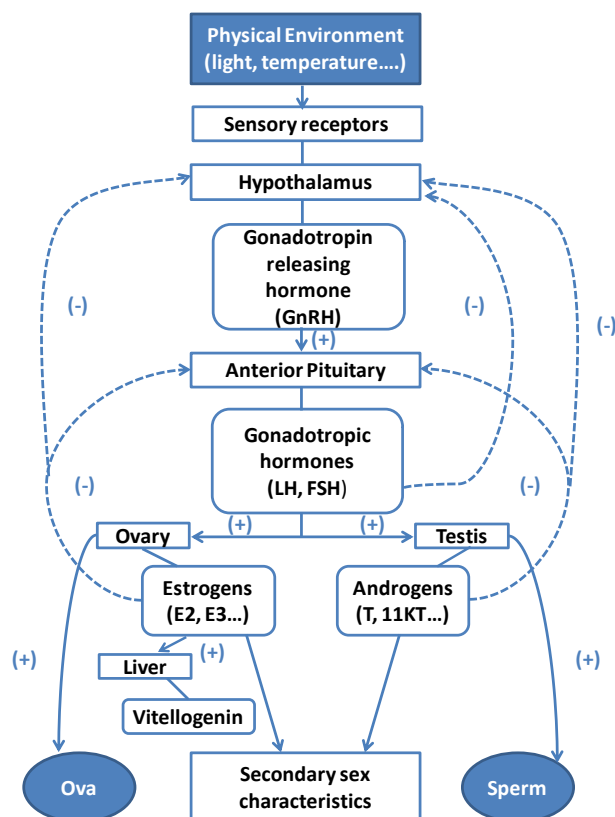 Physical Environment
(light, temperature....)
Sensory receptors
Hypothalamus
Gonadotropin
releasing
hormone
(GnRH)
(-)
(-)
(-)
(+)
Anterior Pituitary
Gonadotropic
hormones
(LH, FSH)
(-)
(-)
(+)
(+)
Ovary
Testis
Estrogens
(E2, E3...)
Androgens
(T, 11KT...)
(+)
(+)
(+)
Liver
Vitellogenin
Ova
Secondary sex
characteristics
Sperm